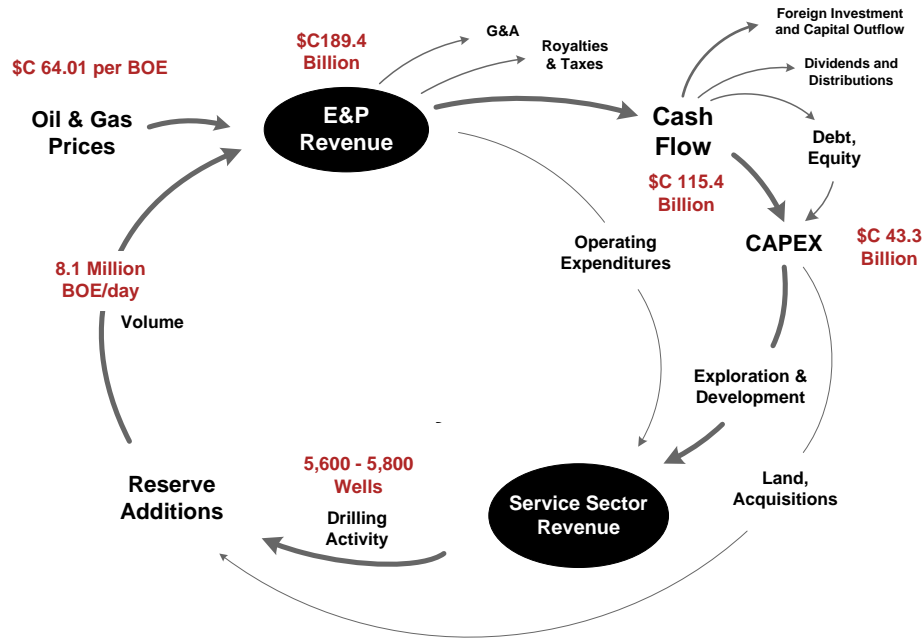 Foreign Investment
and Capital Outflow
G&A
$C189.4
Billion
Royalties
& Taxes
$C 64.01 per BOE
Dividends and
Distributions
Oil & Gas
Prices
E&P
Revenue
Cash
Flow
Debt,
Equity
$C 115.4
Billion
Operating
Expenditures
CAPEX
$C 43.3
Billion
8.1 Million
BOE/day
Volume
Exploration &
Development
5,600 - 5,800
Wells
Reserve
Additions
Drilling
Activity
Service Sector
Revenue
Land,
Acquisitions